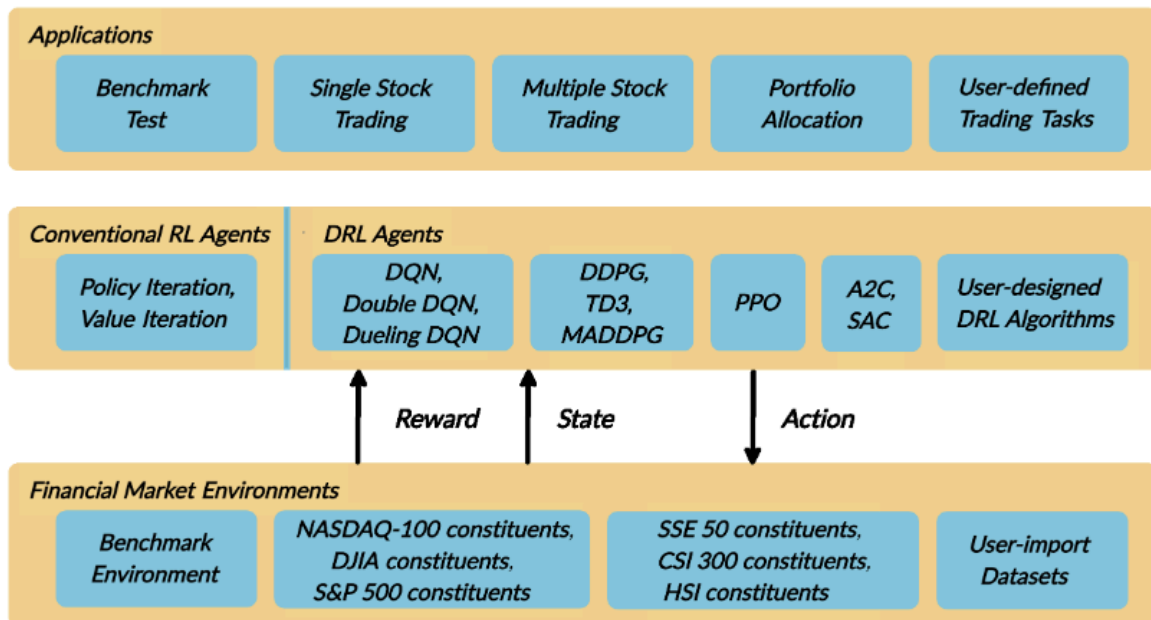 Applications
Benchmark
Test
Single Stock
Trading
Multiple Stock
Trading
Portfolio
Allocation
User-defined
Trading Tasks
Conventional RL Agents
Policy Iteration,
Value Iteration
DRL Agents
DQN,
Double DQN,
Dueling DQN
DDPG,
TD3,
MADDPG
PPO
A2C,
SAC
User-designed
DRL Algorithms
Reward
State
Action
Financial Market Environments
Benchmark
Environment
NASDAQ-100 constituents,
DJIA constituents,
S&P 500 constituents
SSE 50 constituents,
CSI 300 constituents,
HSI constituents
User-import
Datasets